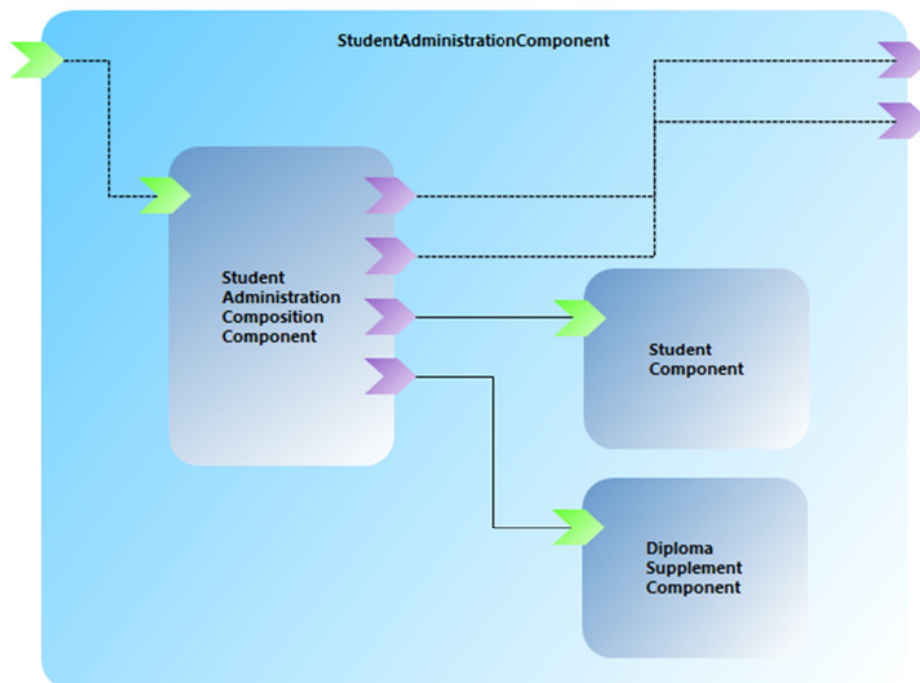 StudentAdministrationComponent
Student
Administration
Composition
Component
Student
Component
Diploma
Supplement
Component